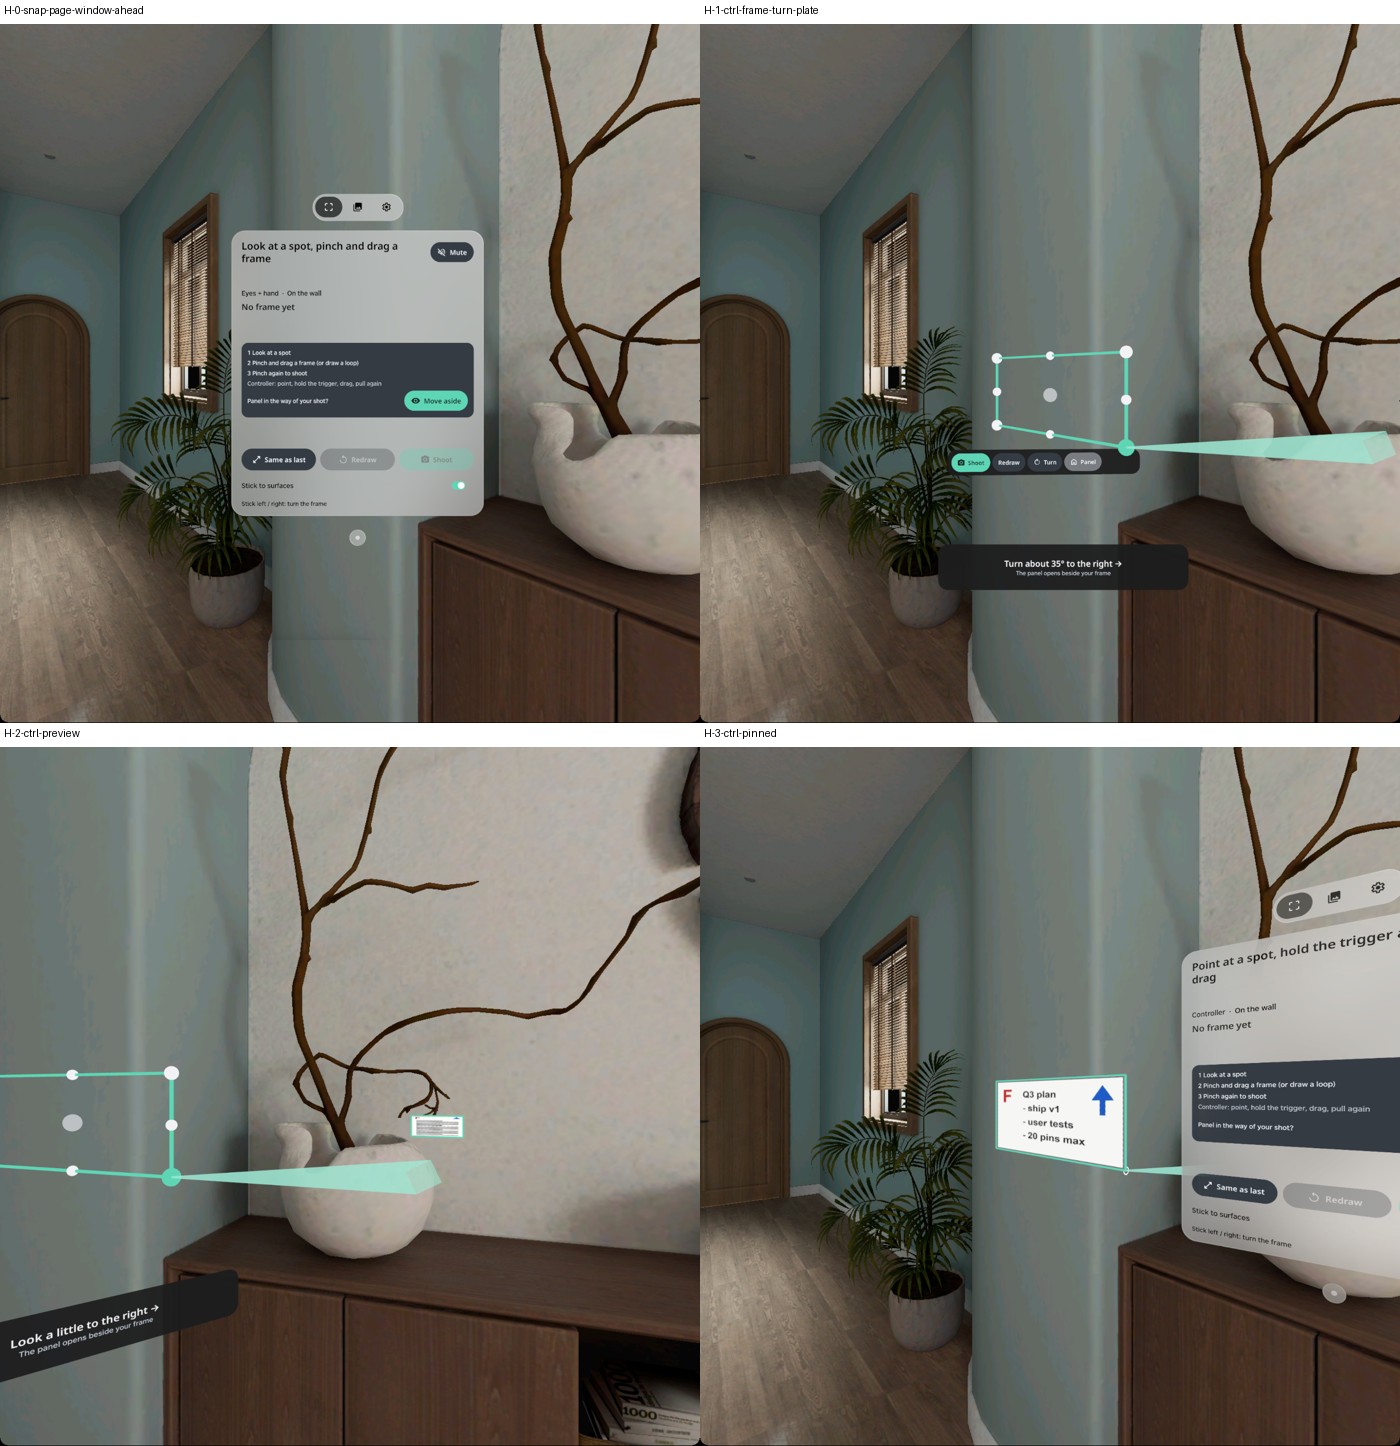 H-0-snap-page-window-ahead
Look at a spot, pinch and drag a
frame
Mute
Eyes + hand · On the wall
No frame yet
1 Look at a spot
2 Pinch and drag a frame (or draw a loop)
3 Pinch again to shoot
Controller: point, hold the trigger, drag, pull again
Panel in the way of your shot?
Move aside
Same as last
Redraw
Shoot
Stick to surfaces
Stick left / right: turn the frame
H-1-ctrl-frame-turn-plate
Shoot
Redraw
Turn
Panel
Turn about 35° to the right →
The panel opens beside your frame
H-2-ctrl-preview
Look a little to the right →
The panel opens beside your frame
1000
H-3-ctrl-pinned
Point at a spot, hold the trigger
drag
Controller · On the wall
No frame yet
1 Look at a spot
2 Pinch and drag a frame (or draw a loop)
3 Pinch again to shoot
Controller: point, hold the trigger, drag, pull again
Panel in the way of your shot?
Same as last
Redraw
Stick to surfaces
Stick left / right: turn the frame
F
Q3 plan
- ship v1
- user tests
- 20 pins max